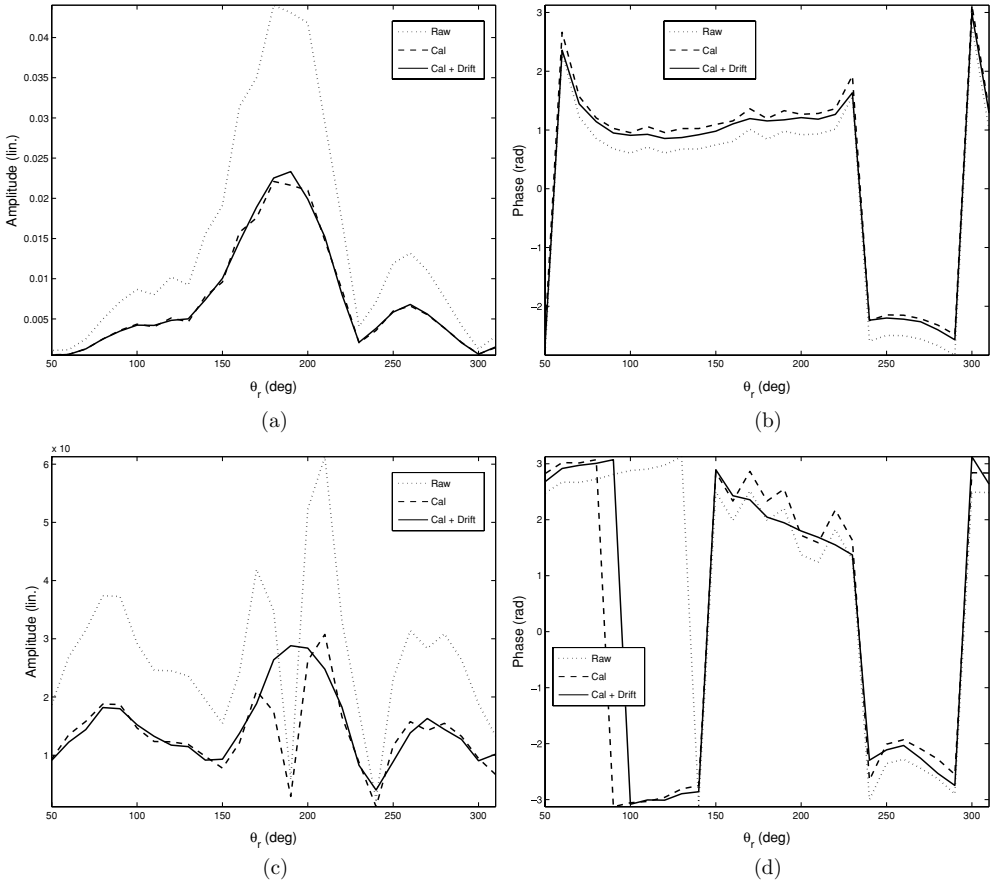 0.04
0.035
0.03
0.025
0.02
0.015
0.01
0.005
50 100 150 200 250 300
Amplitude (lin.)
θr (deg)
Raw
Cal
Cal + Drift
(a)
3
2
1
0
−1
−2
50 100 150 200 250 300
Phase (rad)
θr (deg)
Raw
Cal
Cal + Drift
(b)
x 10
6
5
4
3
2
1
50 100 150 200 250 300
Amplitude (lin.)
θr (deg)
Raw
Cal
Cal + Drift
(c)
3
2
1
0
−1
−2
−3
50 100 150 200 250 300
Phase (rad)
θr (deg)
Raw
Cal
Cal + Drift
(d)